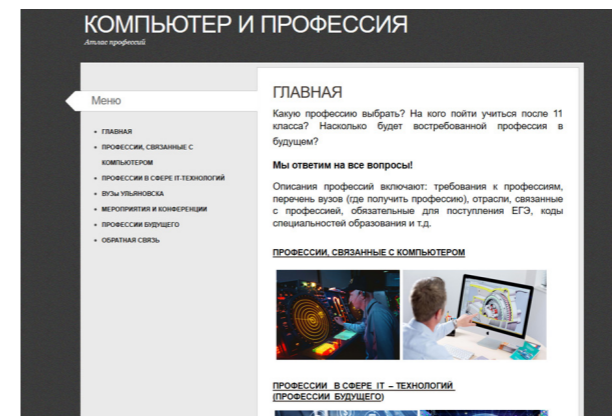 КОМПЬЮТЕР И ПРОФЕССИЯ
Атлас профессий
Меню
ГЛАВНАЯ
ПРОФЕССИИ, СВЯЗАННЫЕ С
КОМПЬЮТЕРОМ
ПРОФЕССИИ В СФЕРЕ IT-ТЕХНОЛОГИЙ
ВУЗы УЛЬЯНОВСКА
МЕРОПРИЯТИЯ И КОНФЕРЕНЦИИ
ПРОФЕССИИ БУДУЩЕГО
ОБРАТНАЯ СВЯЗЬ
ГЛАВНАЯ
Какую профессию выбрать? На кого пойти учиться после 11
класса? Насколько будет востребованной профессия в
будущем?
Мы ответим на все вопросы!
Описания профессий включают: требования к профессиям,
перечень вузов (где получить профессию), отрасли, связанные
с профессией, обязательные для поступления ЕГЭ, коды
специальностей образования и т.д.
ПРОФЕССИИ, СВЯЗАННЫЕ С КОМПЬЮТЕРОМ
ПРОФЕССИИ В СФЕРЕ IT – ТЕХНОЛОГИЙ
(ПРОФЕССИИ БУДУЩЕГО)